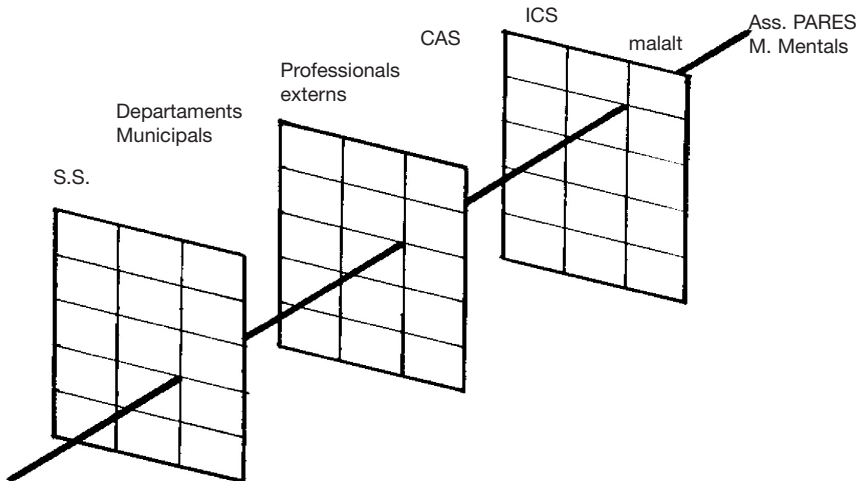 ICS
Ass. PARES
M. Mentals
CAS
malalt
Professionals
externs
Departaments
Municipals
S.S.